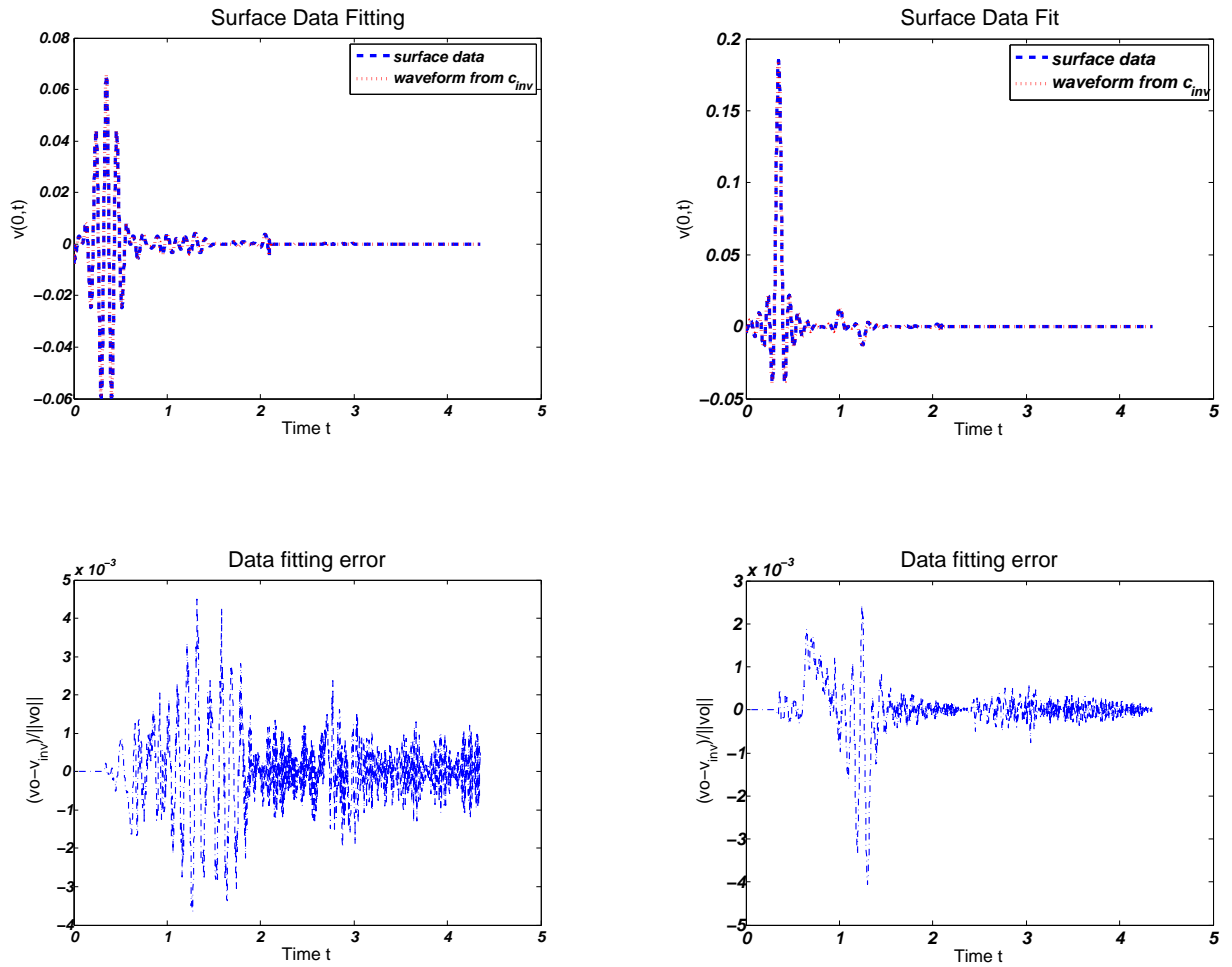 Surface Data Fitting
0.08
0.06
0.04
0.02
0
−0.02
−0.04
−0.06
v(0,t)
surface data
waveform from c_inv
0 1 2 3 4 5
Time t
Surface Data Fit
0.2
0.15
0.1
0.05
0
−0.05
v(0,t)
surface data
waveform from c_inv
0 1 2 3 4 5
Time t
Data fitting error
x 10^−3
5
4
3
2
1
0
−1
−2
−3
−4
(vo−v_inv)/||vo||
0 1 2 3 4 5
Time t
Data fitting error
x 10^−3
3
2
1
0
−1
−2
−3
−4
−5
(vo−v_inv)/||vo||
0 1 2 3 4 5
Time t